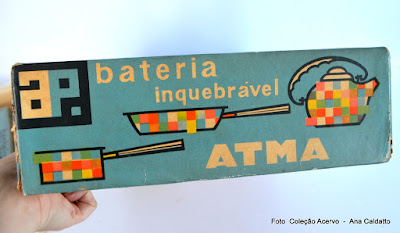 ap.
bateria
inquebrável
ATMA
Foto Coleção Acervo - Ana Caldatto